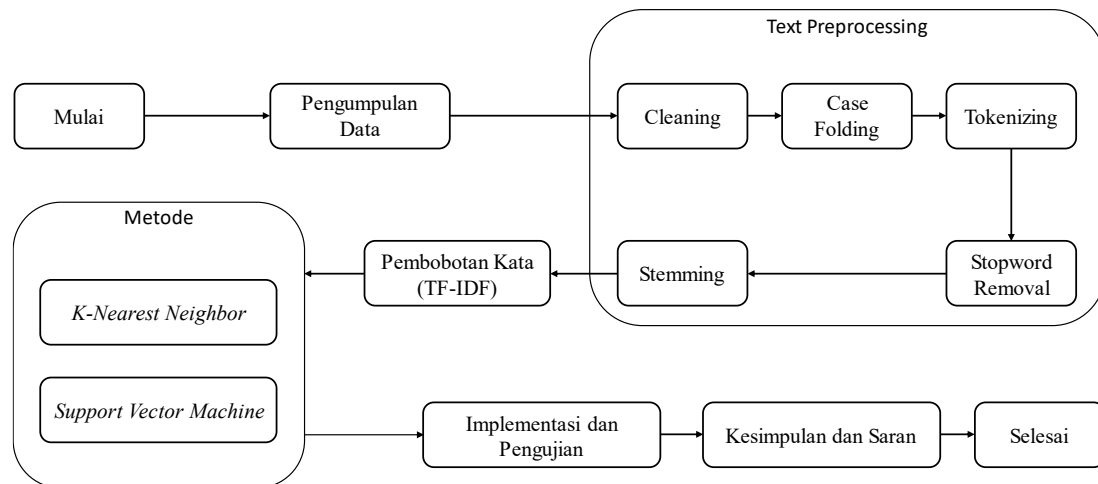 Text Preprocessing
Mulai
Pengumpulan
Data
Cleaning
Case
Folding
Tokenizing
Stopword
Removal
Stemming
Pembobotan Kata
(TF-IDF)
Metode
K-Nearest Neighbor
Support Vector Machine
Implementasi dan
Pengujian
Kesimpulan dan Saran
Selesai